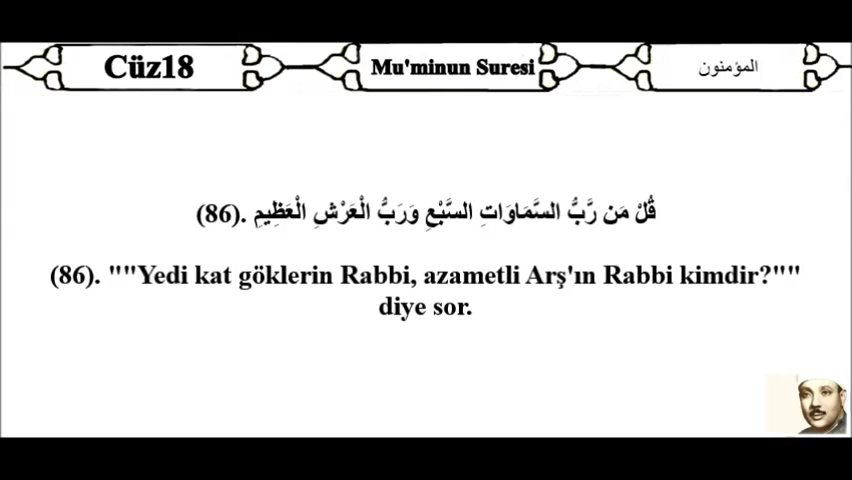 Cüz18
Mu'minun Suresi
المؤمنون
قُلْ مَن رَّبُّ السَّمَاوَاتِ السَّبْعِ وَرَبُّ الْعَرْشِ الْعَظِيمِ .(86)
(86). ""Yedi kat göklerin Rabbi, azametli Arş'ın Rabbi kimdir?""
diye sor.